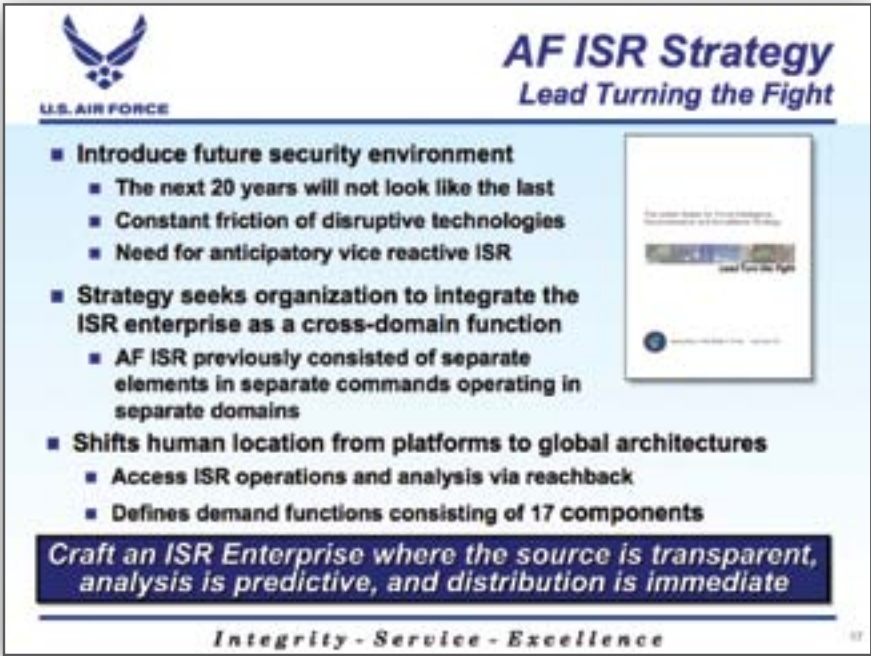 U.S. AIR FORCE
AF ISR Strategy
Lead Turning the Fight
Introduce future security environment
The next 20 years will not look like the last
Constant friction of disruptive technologies
Need for anticipatory vice reactive ISR
Strategy seeks organization to integrate the
ISR enterprise as a cross-domain function
AF ISR previously consisted of separate
elements in separate commands operating in
separate domains
Shifts human location from platforms to global architectures
Access ISR operations and analysis via reachback
Defines demand functions consisting of 17 components
Lead Turn the Fight
Craft an ISR Enterprise where the source is transparent,
analysis is predictive, and distribution is immediate
Integrity - Service - Excellence